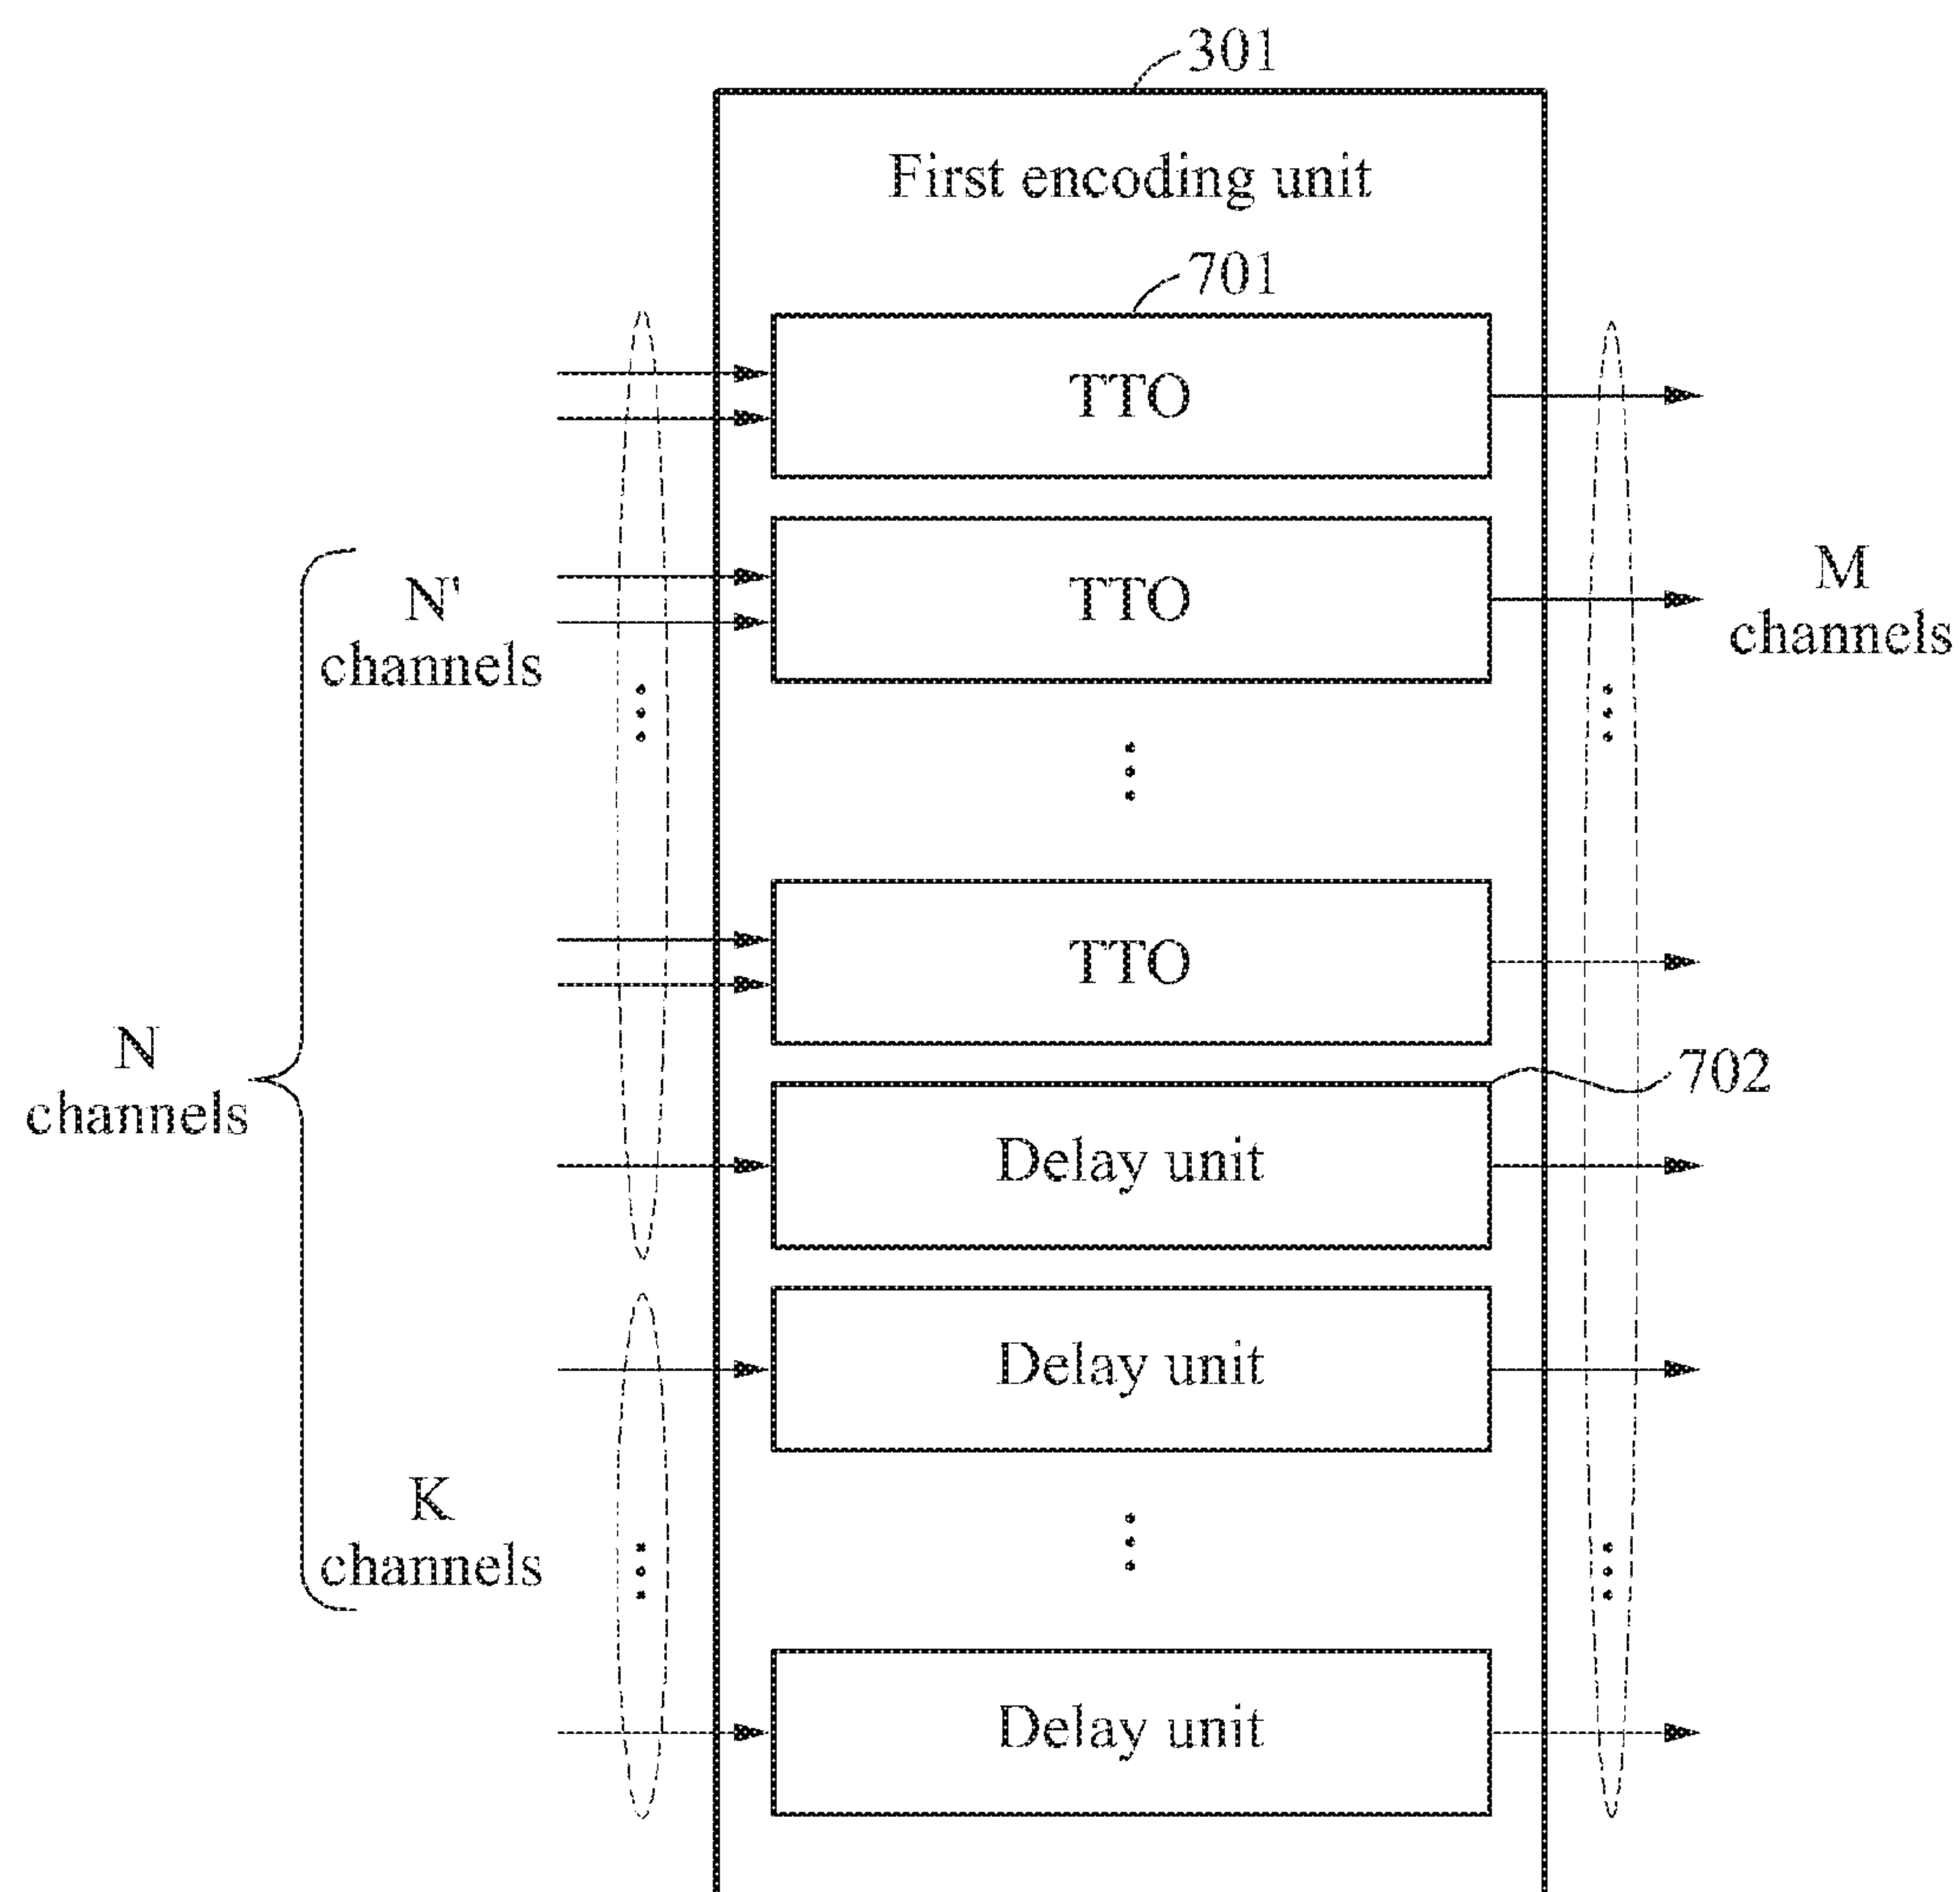 301
First encoding unit
701
TTO
TTO
N'
channels
M
channels
TTO
N
channels
702
Delay unit
Delay unit
K
channels
Delay unit